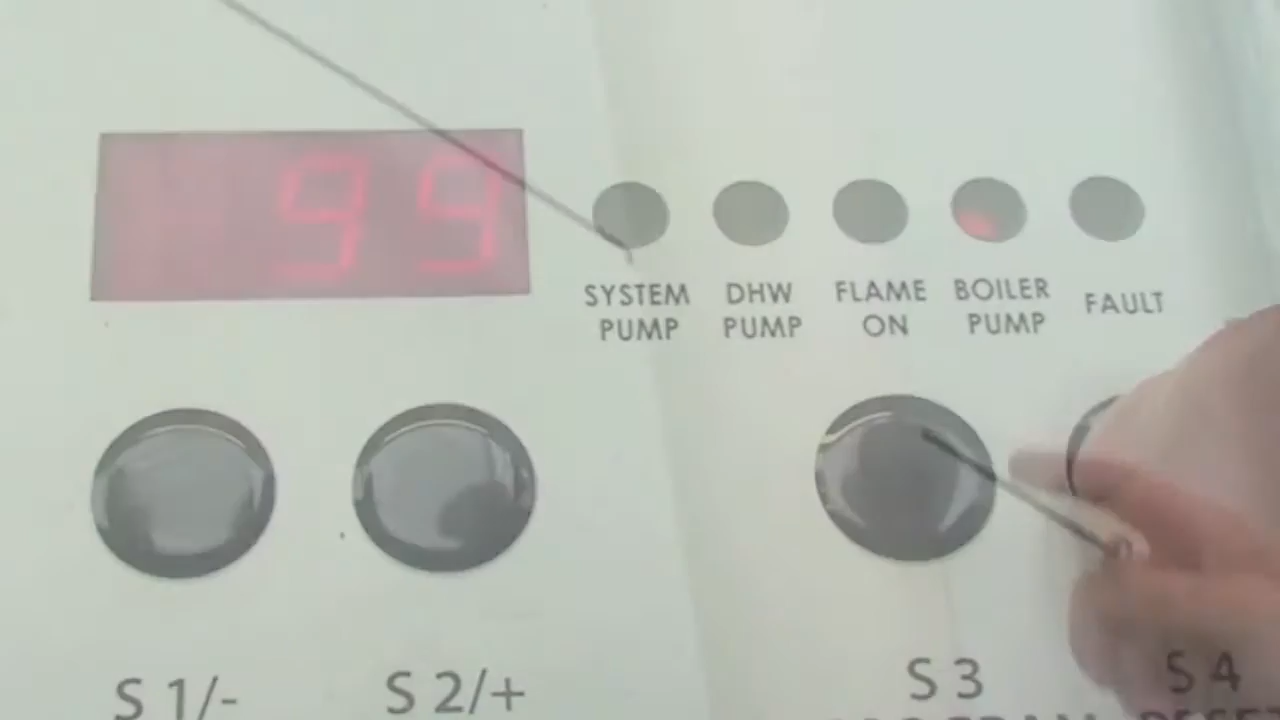 99
SYSTEM
PUMP
DHW
PUMP
FLAME
ON
BOILER
PUMP
FAULT
S 1/-
S 2/+
S 3
S 4